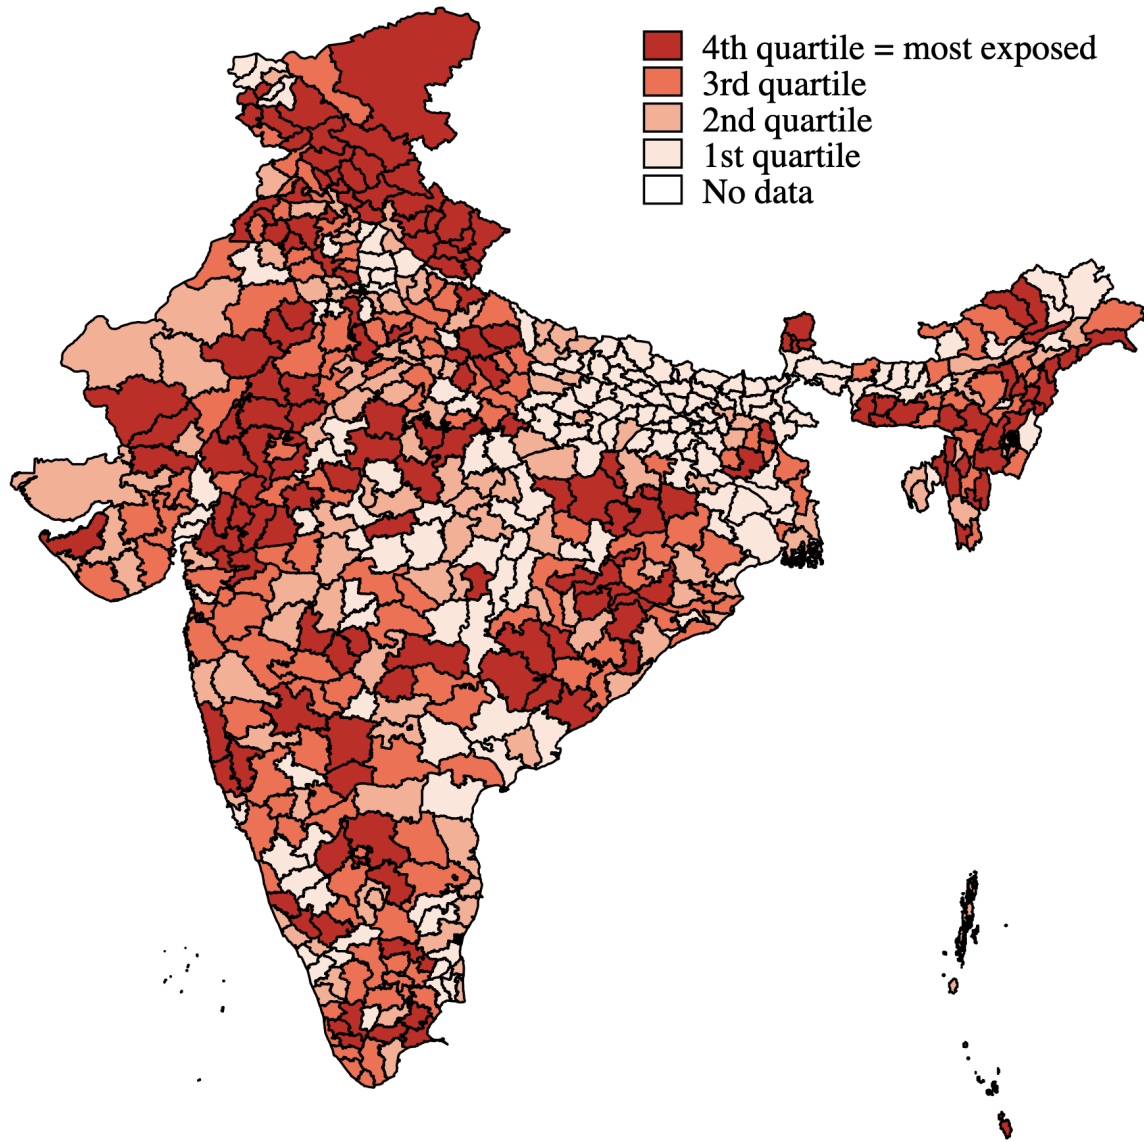 4th quartile = most exposed
3rd quartile
2nd quartile
1st quartile
No data